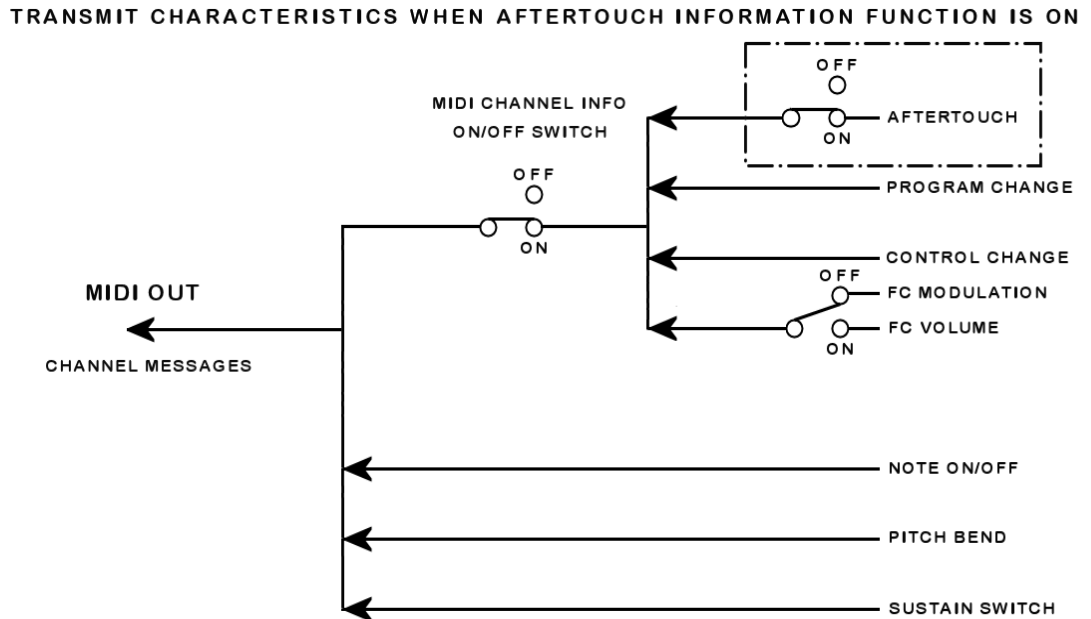 TRANSMIT CHARACTERISTICS WHEN AFTERTOUCH INFORMATION FUNCTION IS ON
OFF
AFTERTOUCH
ON
MIDI CHANNEL INFO
ON/OFF SWITCH
OFF
ON
PROGRAM CHANGE
CONTROL CHANGE
OFF
FC MODULATION
FC VOLUME
ON
MIDI OUT
CHANNEL MESSAGES
NOTE ON/OFF
PITCH BEND
SUSTAIN SWITCH